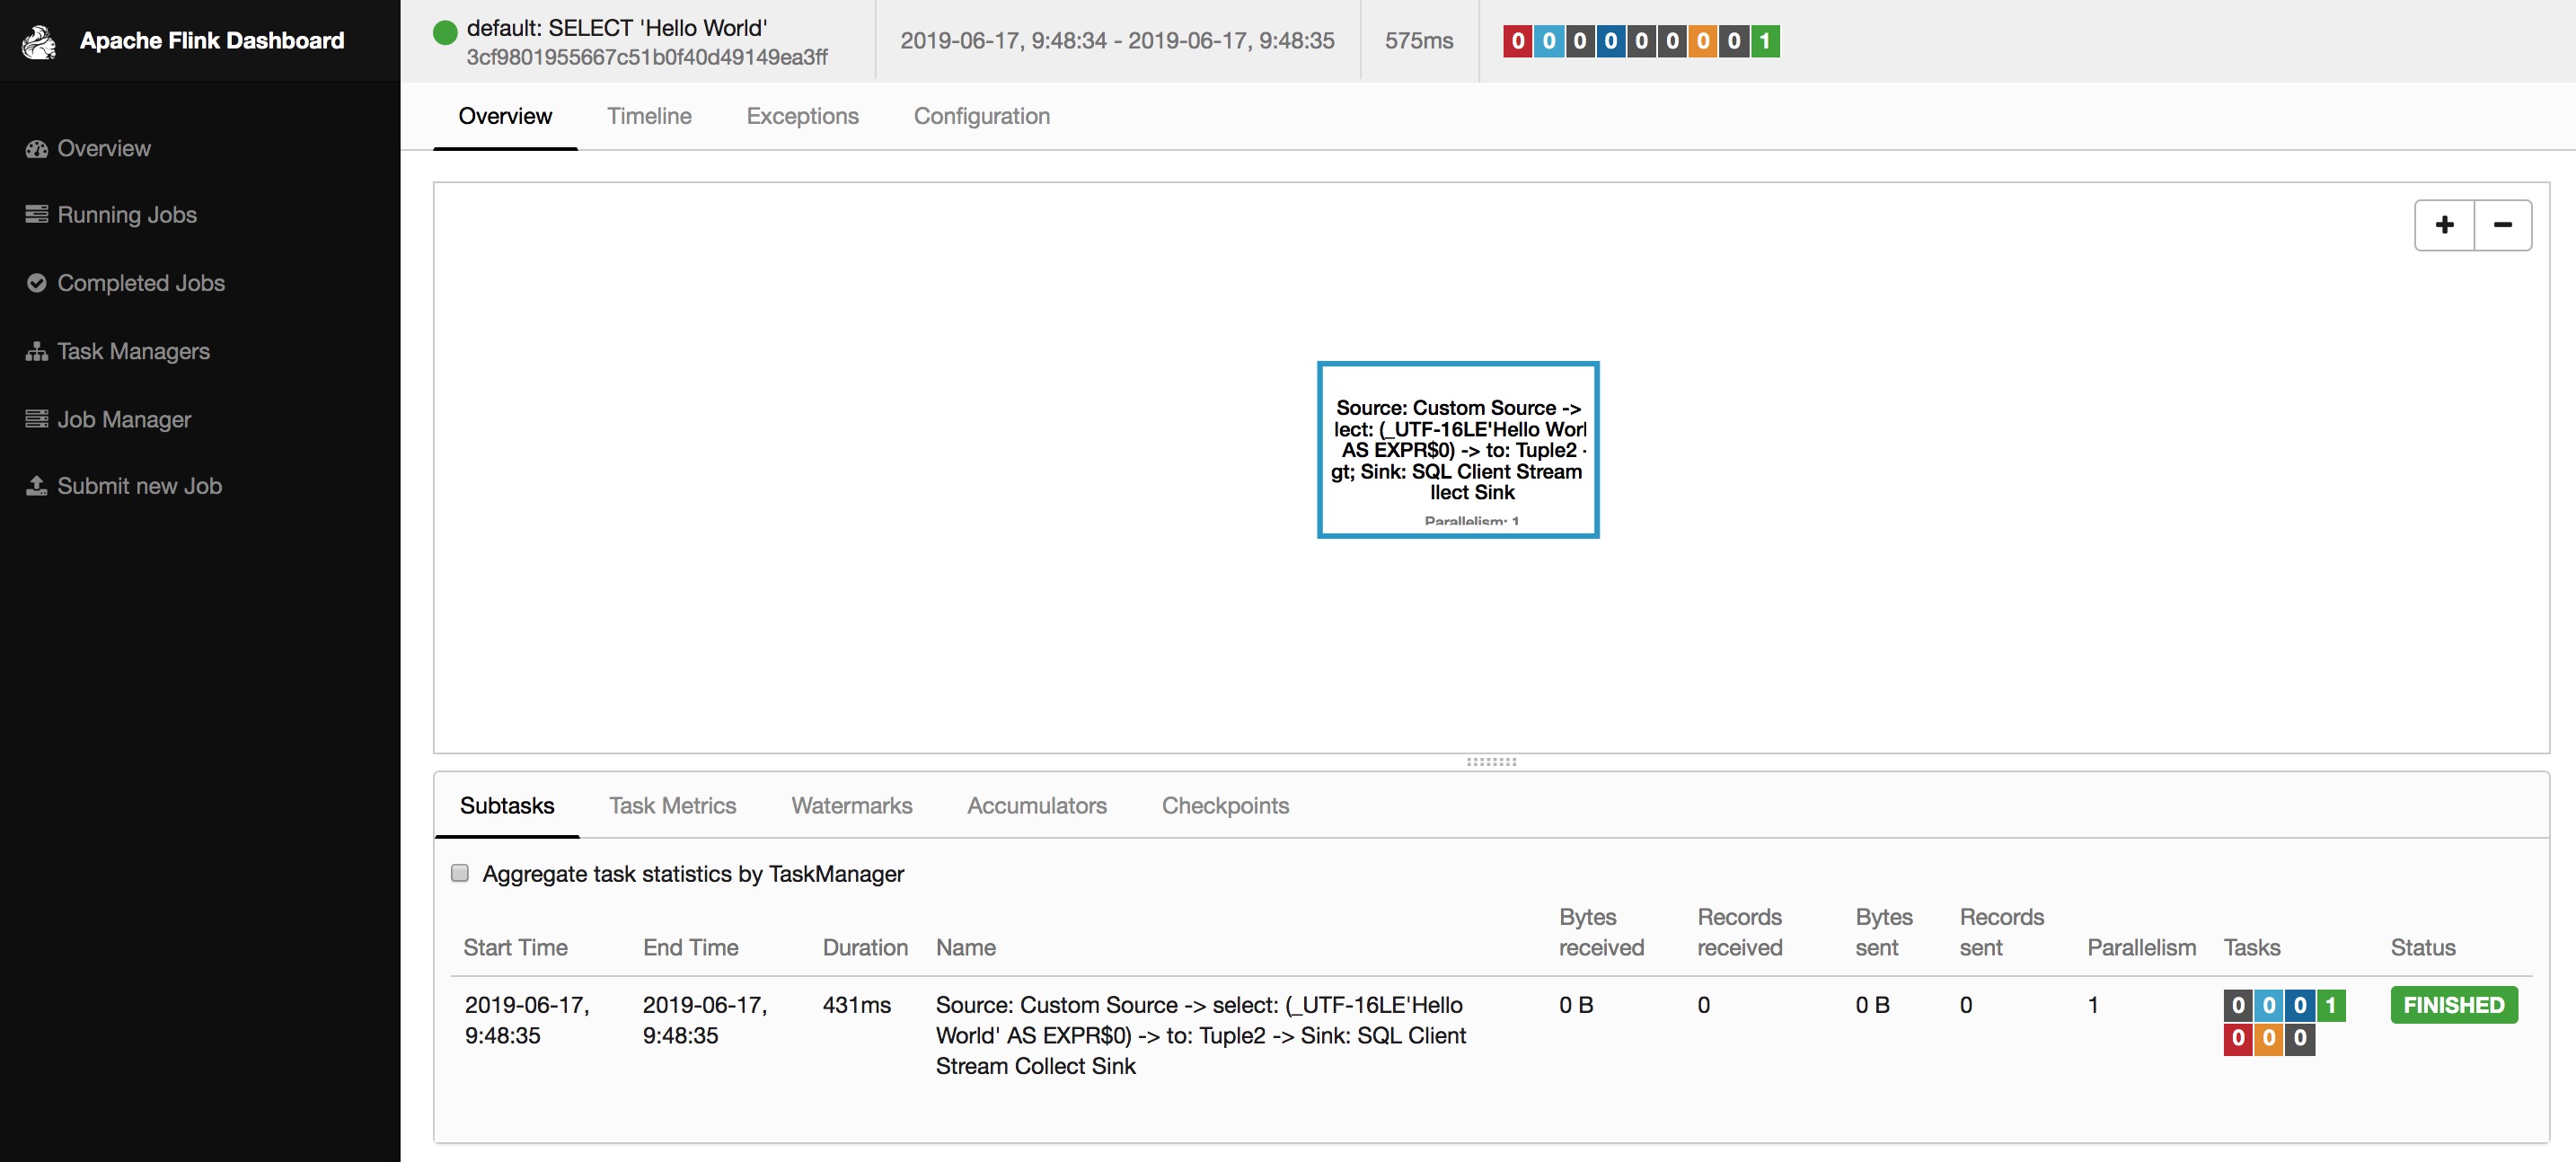 Apache Flink Dashboard
Overview
Running Jobs
Completed Jobs
Task Managers
Job Manager
Submit new Job
default: SELECT 'Hello World'
3cf9801955667c51b0f40d49149ea3ff
2019-06-17, 9:48:34 - 2019-06-17, 9:48:35
575ms
0 0 0 0 0 0 0 0 1
Overview Timeline Exceptions Configuration
+ −
Source: Custom Source ->
lect: (_UTF-16LE'Hello Worl
AS EXPR$0) -> to: Tuple2 -
gt; Sink: SQL Client Stream
llect Sink
Parallelism: 1
Subtasks Task Metrics Watermarks Accumulators Checkpoints
Aggregate task statistics by TaskManager
Start Time End Time Duration Name Bytes received Records received Bytes sent Records sent Parallelism Tasks Status
2019-06-17, 9:48:35
2019-06-17, 9:48:35
431ms
Source: Custom Source -> select: (_UTF-16LE'Hello
World' AS EXPR$0) -> to: Tuple2 -> Sink: SQL Client
Stream Collect Sink
0 B 0 0 B 0 1
0 0 0 1
0 0 0
FINISHED